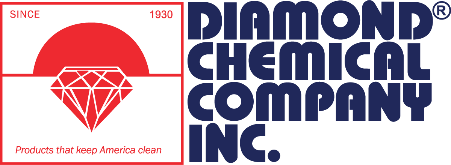 SINCE 1930
Products that keep America clean
DIAMOND®
CHEMICAL
COMPANY
INC.